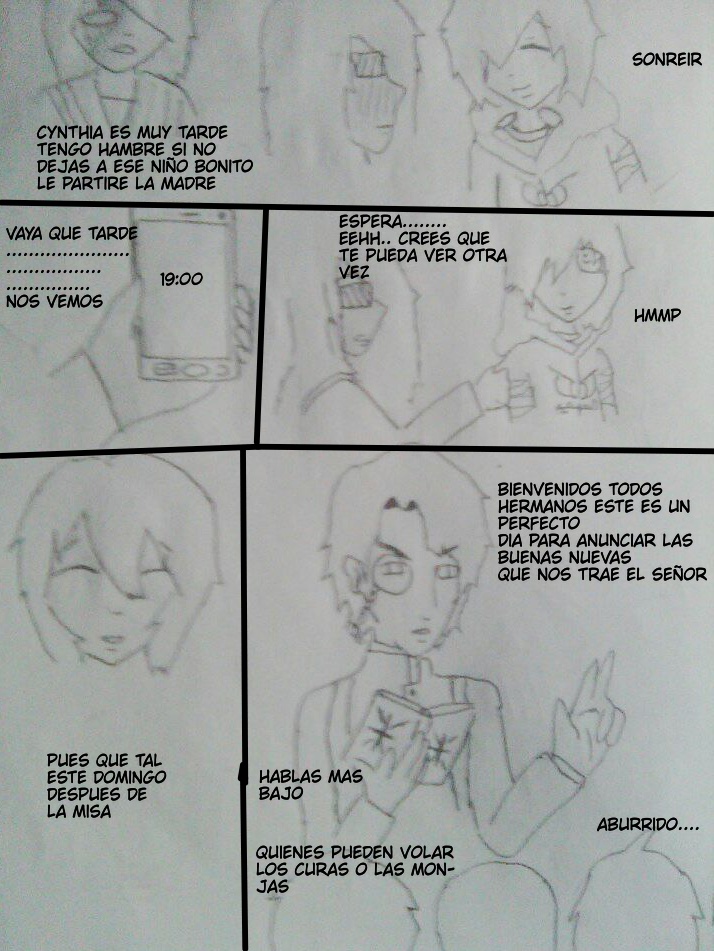 SONREIR
CYNTHIA ES MUY TARDE
TENGO HAMBRE SI NO
DEJAS A ESE NIÑO BONITO
LE PARTIRE LA MADRE
VAYA QUE TARDE
......................
.................
...............
NOS VEMOS
19:00
ESPERA........
EEHH.. CREES QUE
TE PUEDA VER OTRA
VEZ
HMMP
PUES QUE TAL
ESTE DOMINGO
DESPUES DE
LA MISA
BIENVENIDOS TODOS
HERMANOS ESTE ES UN
PERFECTO
DIA PARA ANUNCIAR LAS
BUENAS NUEVAS
QUE NOS TRAE EL SEÑOR
HABLAS MAS
BAJO
ABURRIDO....
QUIENES PUEDEN VOLAR
LOS CURAS O LAS MON-
JAS